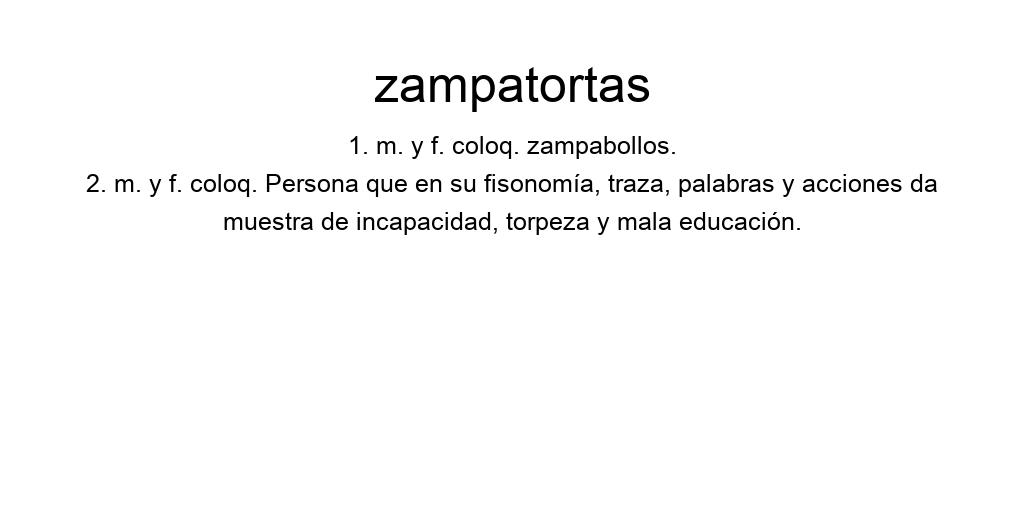 zampatortas
1. m. y f. coloq. zampabollos.
2. m. y f. coloq. Persona que en su fisonomía, traza, palabras y acciones da
muestra de incapacidad, torpeza y mala educación.